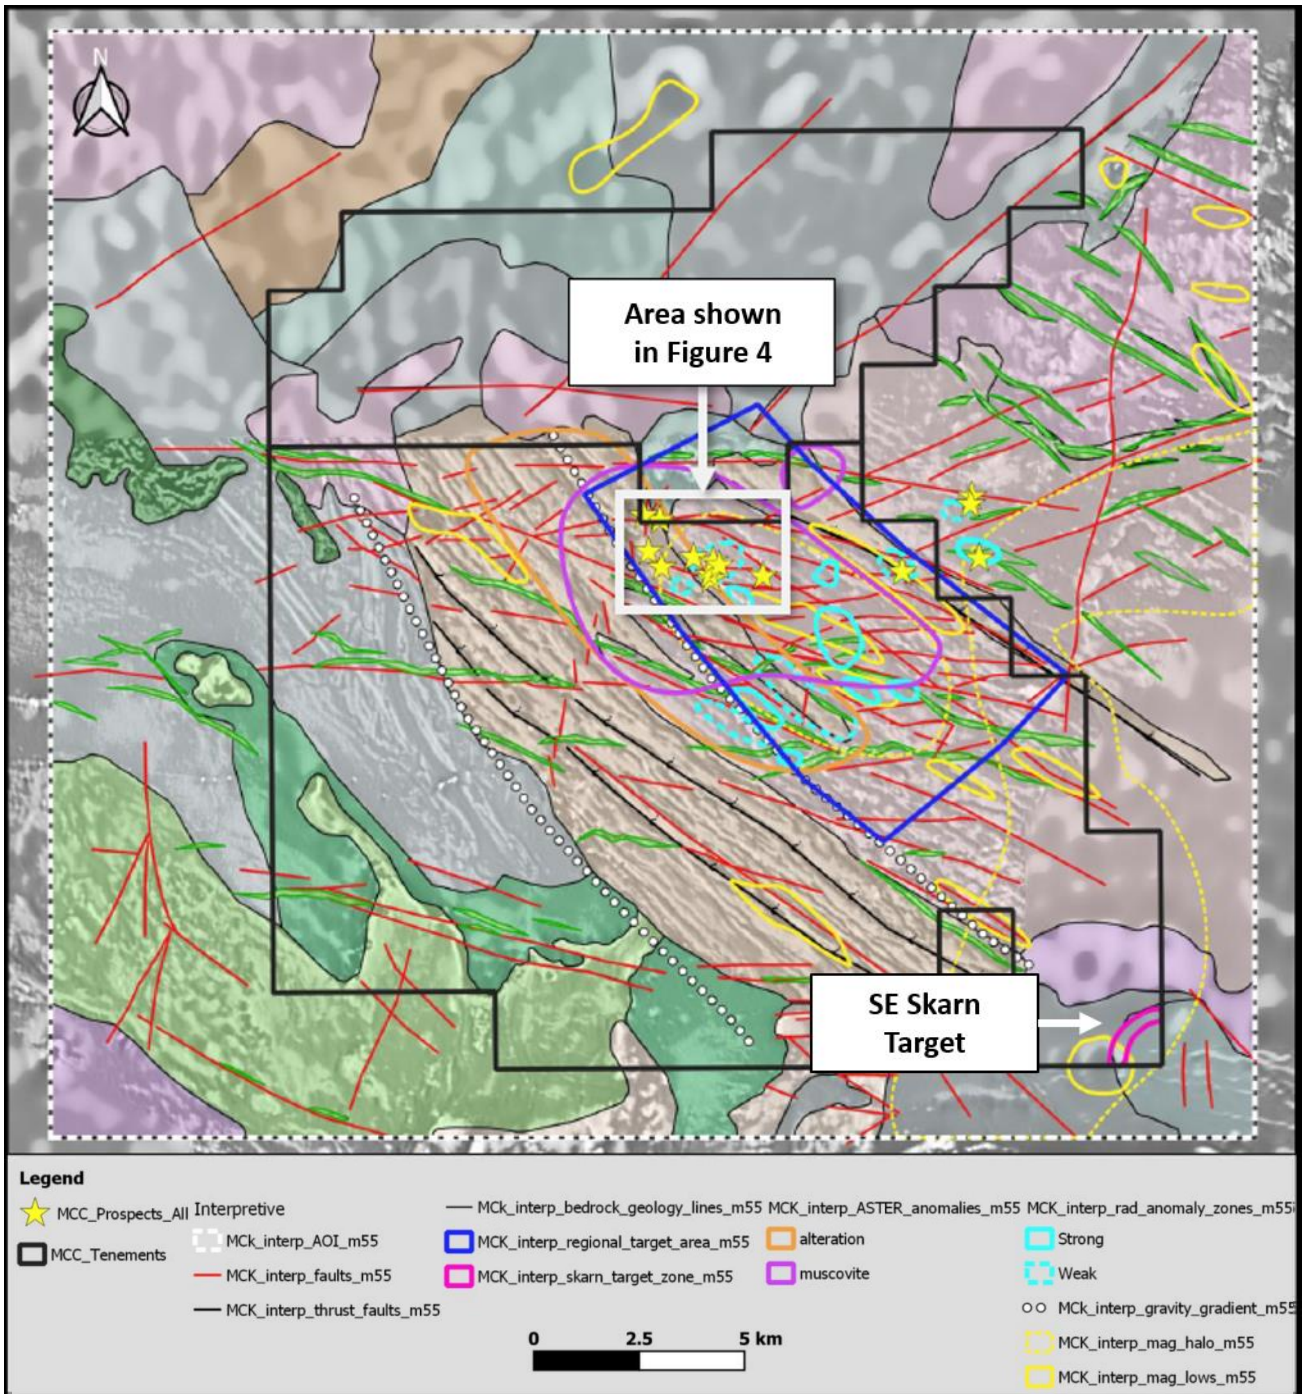 N
Area shown
in Figure 4
SE Skarn
Target
Legend
MCC_Prospects_All
MCC_Tenements
Interpretive
MCk_interp_AOI_m55
MCK_interp_faults_m55
MCK_interp_thrust_faults_m55
MCk_interp_bedrock_geology_lines_m55
MCK_interp_regional_target_area_m55
MCK_interp_skarn_target_zone_m55
MCK_interp_ASTER_anomalies_m55
alteration
muscovite
MCK_interp_rad_anomaly_zones_m55
Strong
Weak
MCk_interp_gravity_gradient_m55
MCK_interp_mag_halo_m55
MCK_interp_mag_lows_m55
0 2.5 5 km